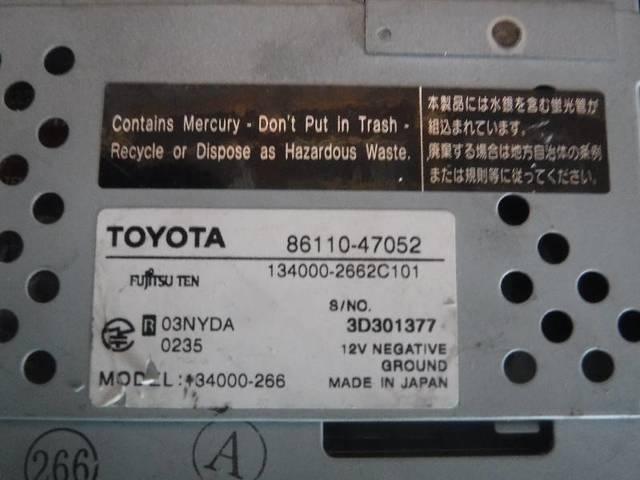 Contains Mercury - Don't Put in Trash -
Recycle or Dispose as Hazardous Waste.
本製品には水銀を含む蛍光管が
組込まれています。
廃棄する場合は地方自治体の条例
または規則等に従ってください。
TOYOTA 86110-47052
134000-2662C101
FUJITSU TEN
S/NO.
R 03NYDA 3D301377
0235 12V NEGATIVE
GROUND
MODEL: 134000-266 MADE IN JAPAN
266 A